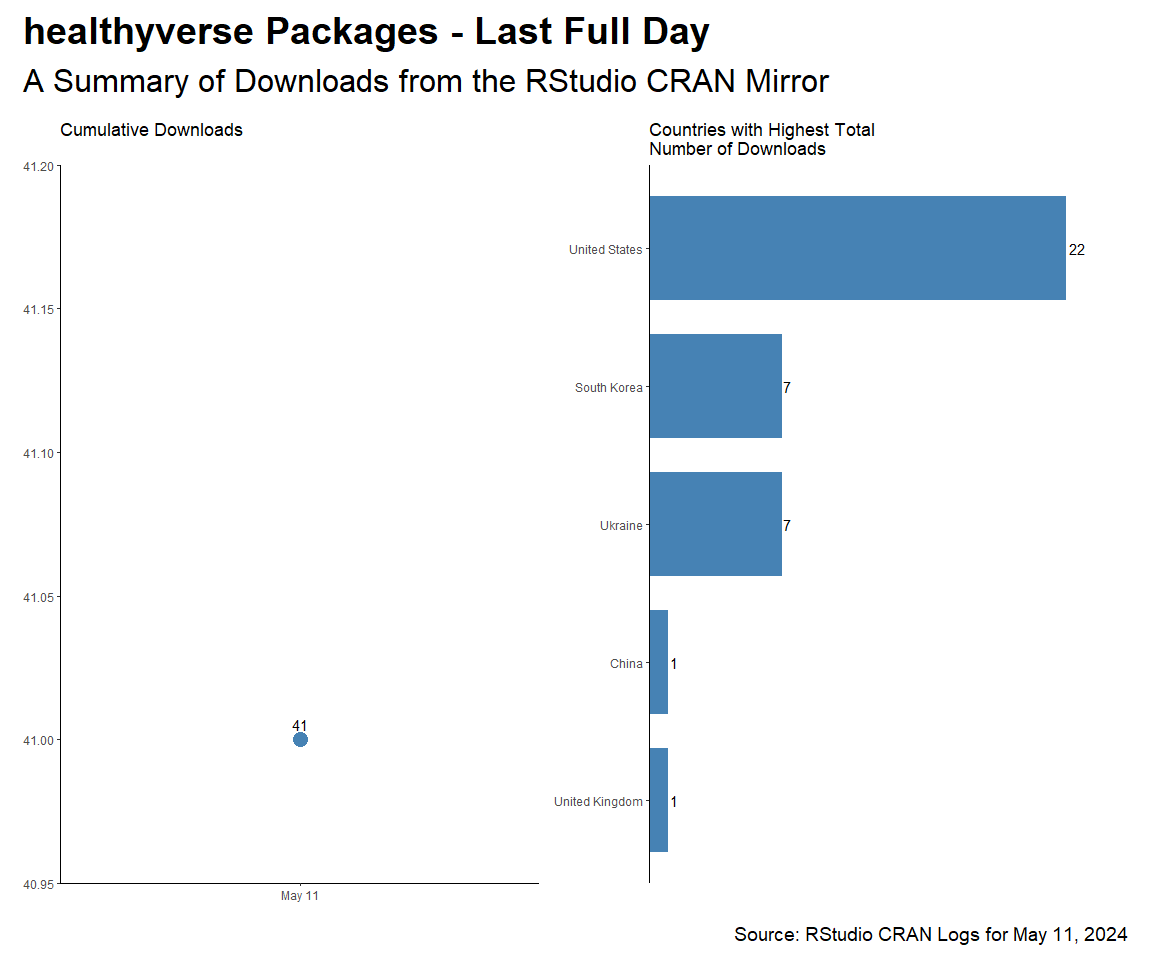 healthyverse Packages - Last Full Day
A Summary of Downloads from the RStudio CRAN Mirror
Cumulative Downloads
41.20
41.15
41.10
41.05
41.00
40.95
41
May 11
Countries with Highest Total
Number of Downloads
United States
22
South Korea
7
Ukraine
7
China
1
United Kingdom
1
Source: RStudio CRAN Logs for May 11, 2024